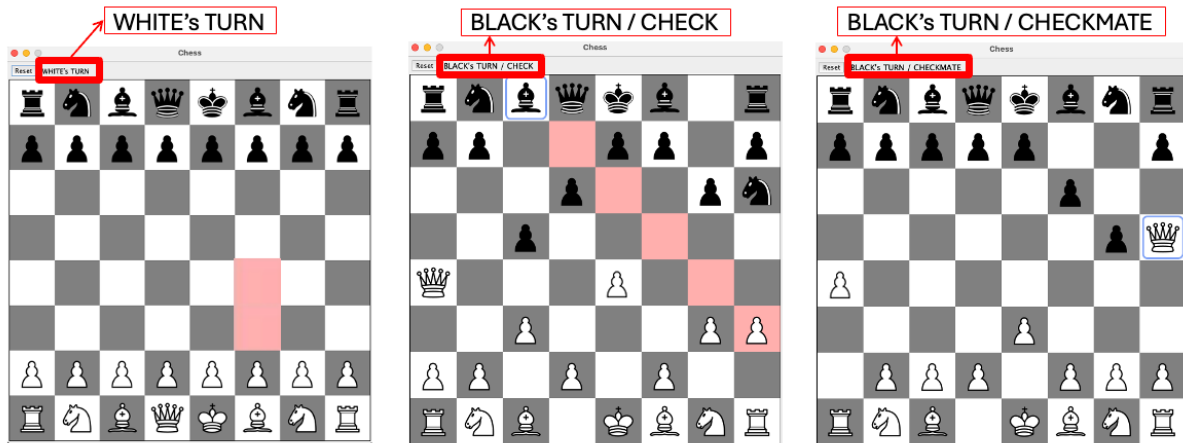 WHITE's TURN
Chess
Reset WHITE's TURN
BLACK's TURN / CHECK
Chess
Reset BLACK's TURN / CHECK
BLACK's TURN / CHECKMATE
Chess
Reset BLACK's TURN / CHECKMATE